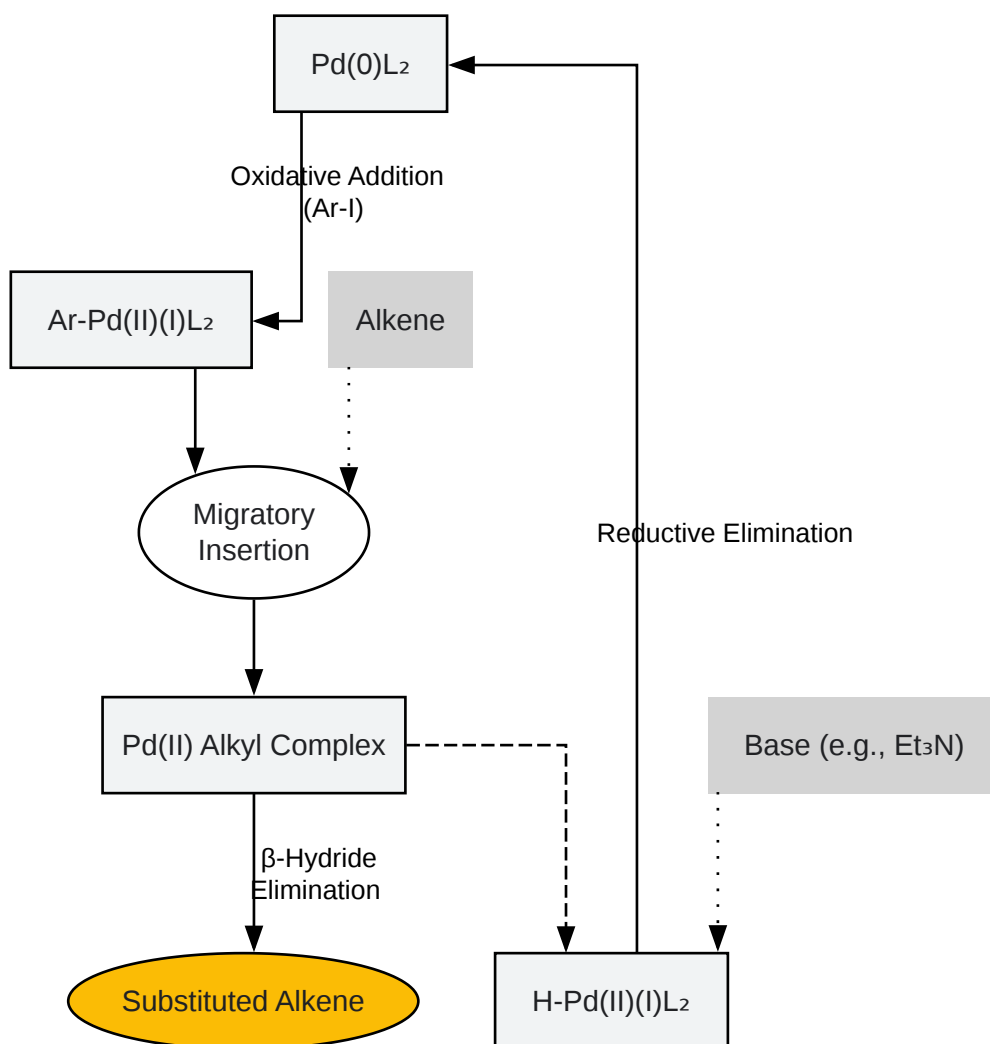 Pd(0)L₂
Oxidative Addition
(Ar-I)
Ar-Pd(II)(I)L₂
Alkene
Migratory
Insertion
Reductive Elimination
Pd(II) Alkyl Complex
Base (e.g., Et₃N)
β-Hydride
Elimination
Substituted Alkene
H-Pd(II)(I)L₂